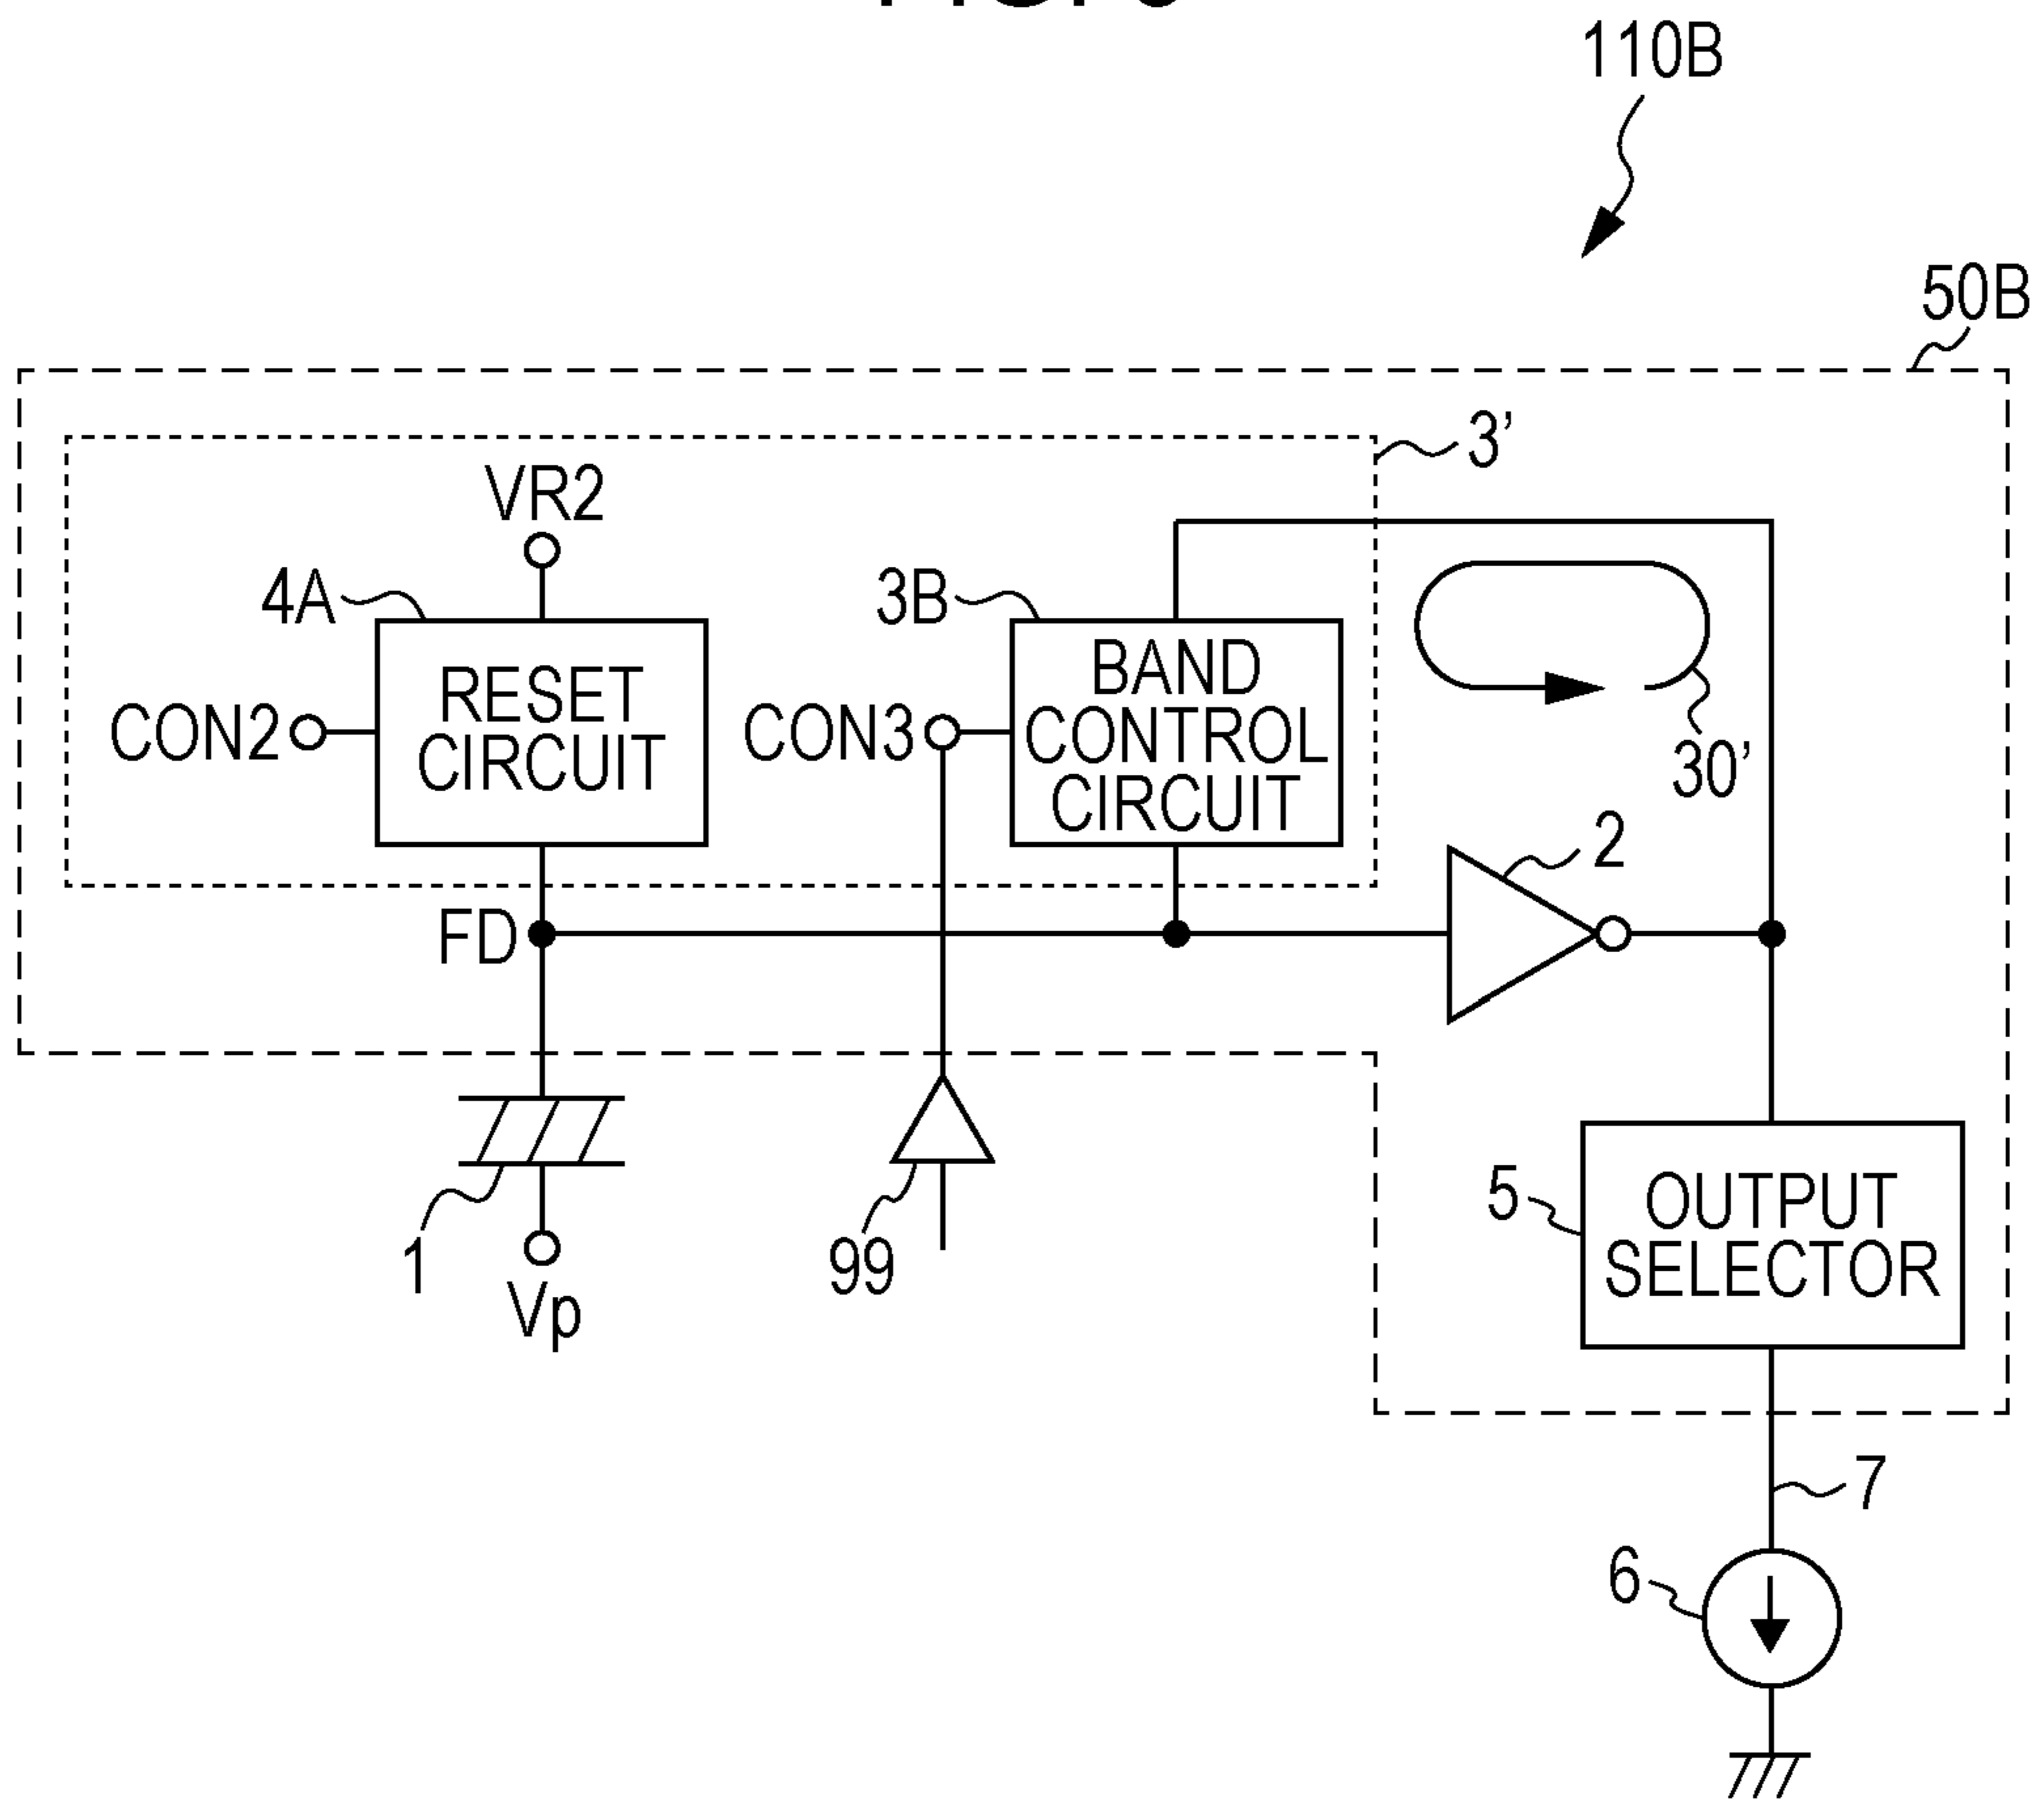 110B
50B
3'
VR2
4A
3B
RESET
CIRCUIT
BAND
CONTROL
CIRCUIT
CON2
CON3
30'
2
FD
1
Vp
99
5
OUTPUT
SELECTOR
7
6